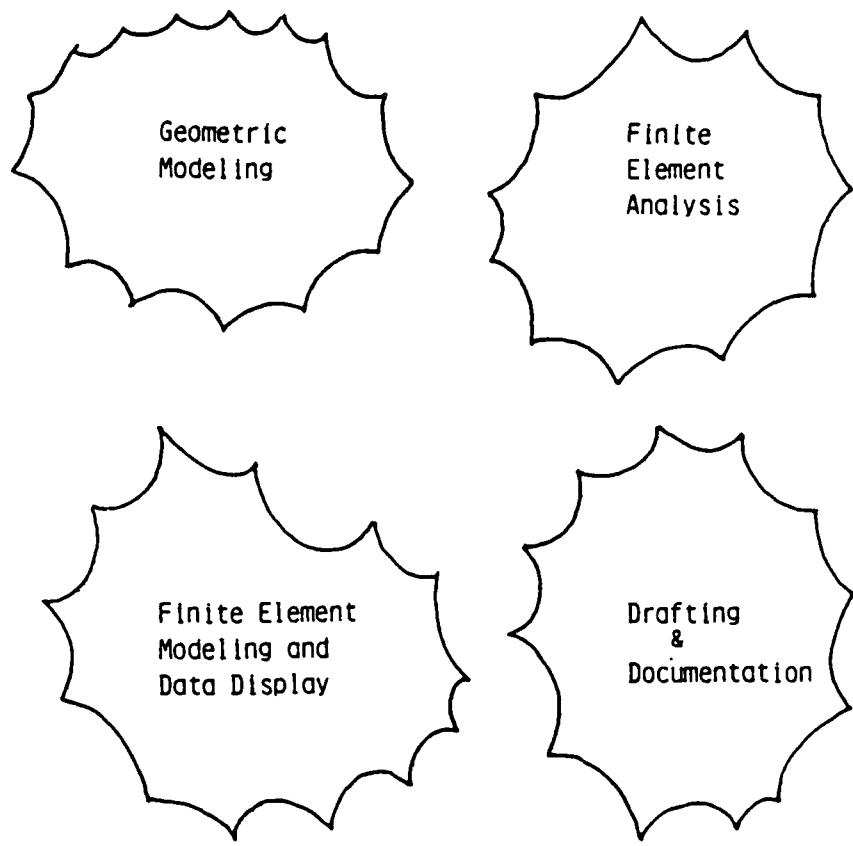 Geometric
Modeling
Finite
Element
Analysis
Finite Element
Modeling and
Data Display
Drafting
&
Documentation